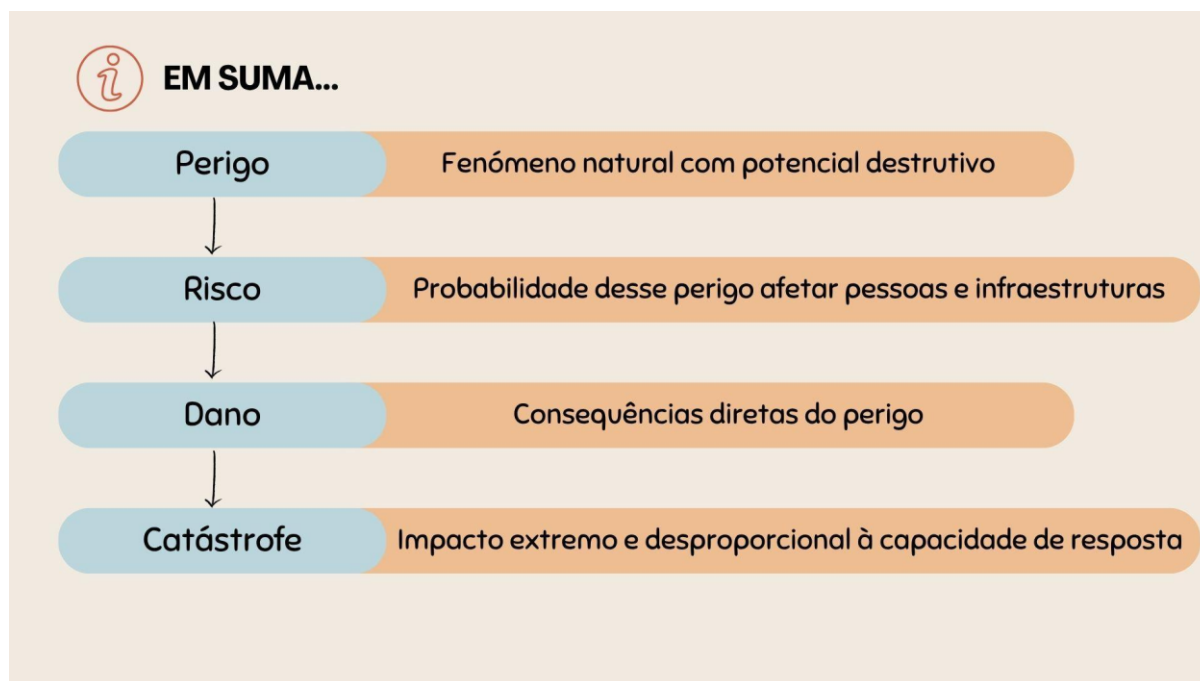 EM SUMA...
Perigo
Fenómeno natural com potencial destrutivo
Risco
Probabilidade desse perigo afetar pessoas e infraestruturas
Dano
Consequências diretas do perigo
Catástrofe
Impacto extremo e desproporcional à capacidade de resposta